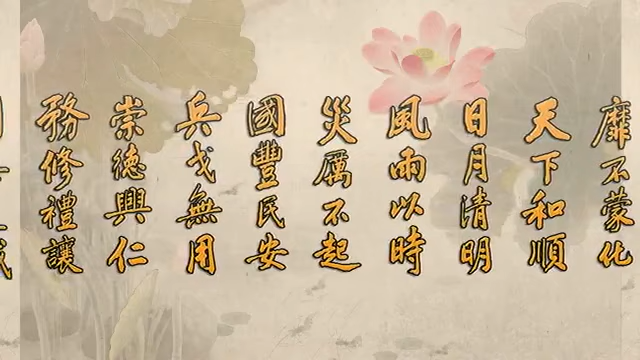 靡不蒙化
天下和順
日月清明
風雨以時
災厲不起
國豐民安
兵戈無用
崇德興仁
務修禮讓